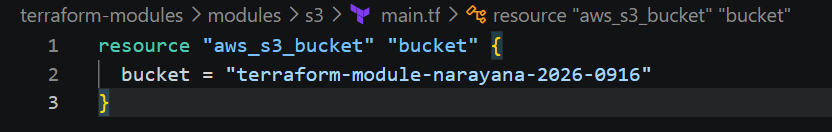 terraform-modules > modules > s3 > main.tf > resource "aws_s3_bucket" "bucket"
1 resource "aws_s3_bucket" "bucket" {
2 bucket = "terraform-module-narayana-2026-0916"
3 }